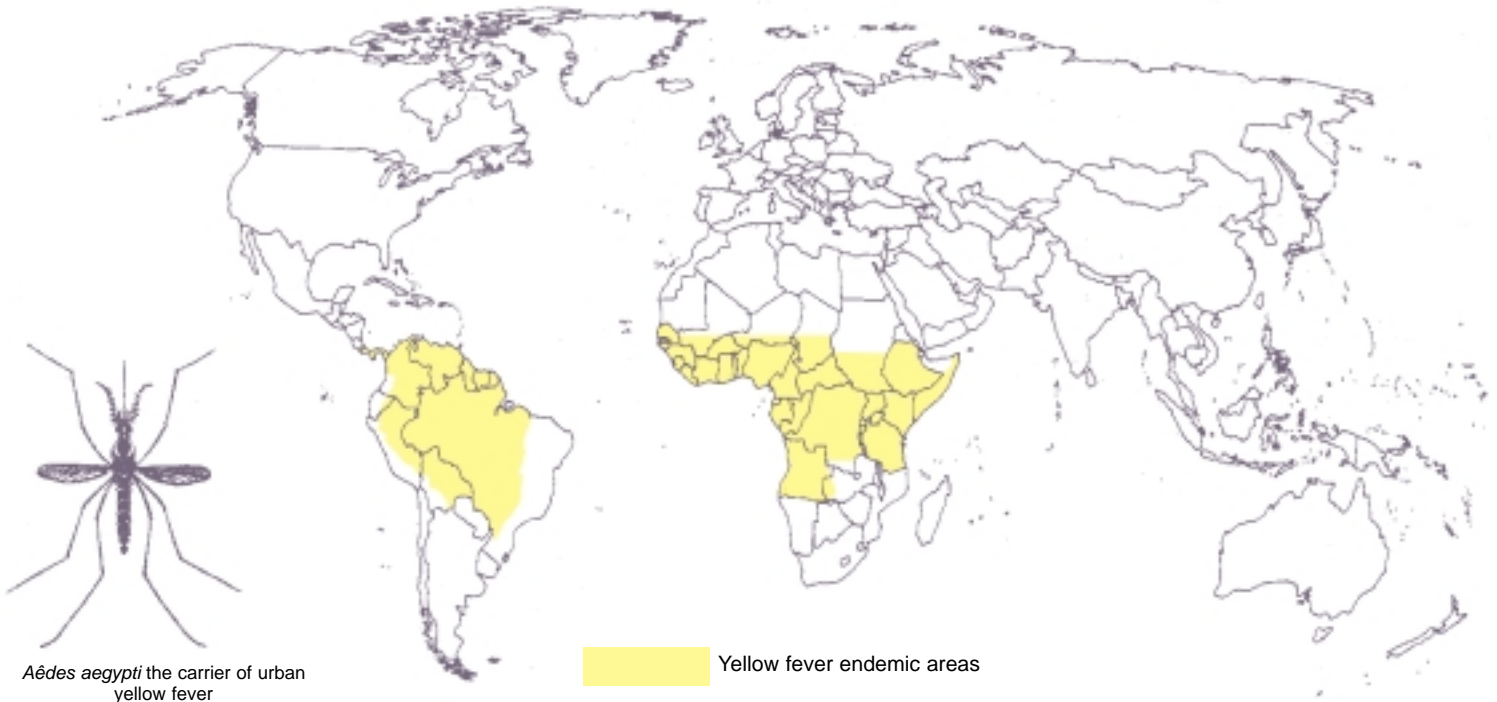 Aêdes aegypti the carrier of urban
yellow fever
Yellow fever endemic areas